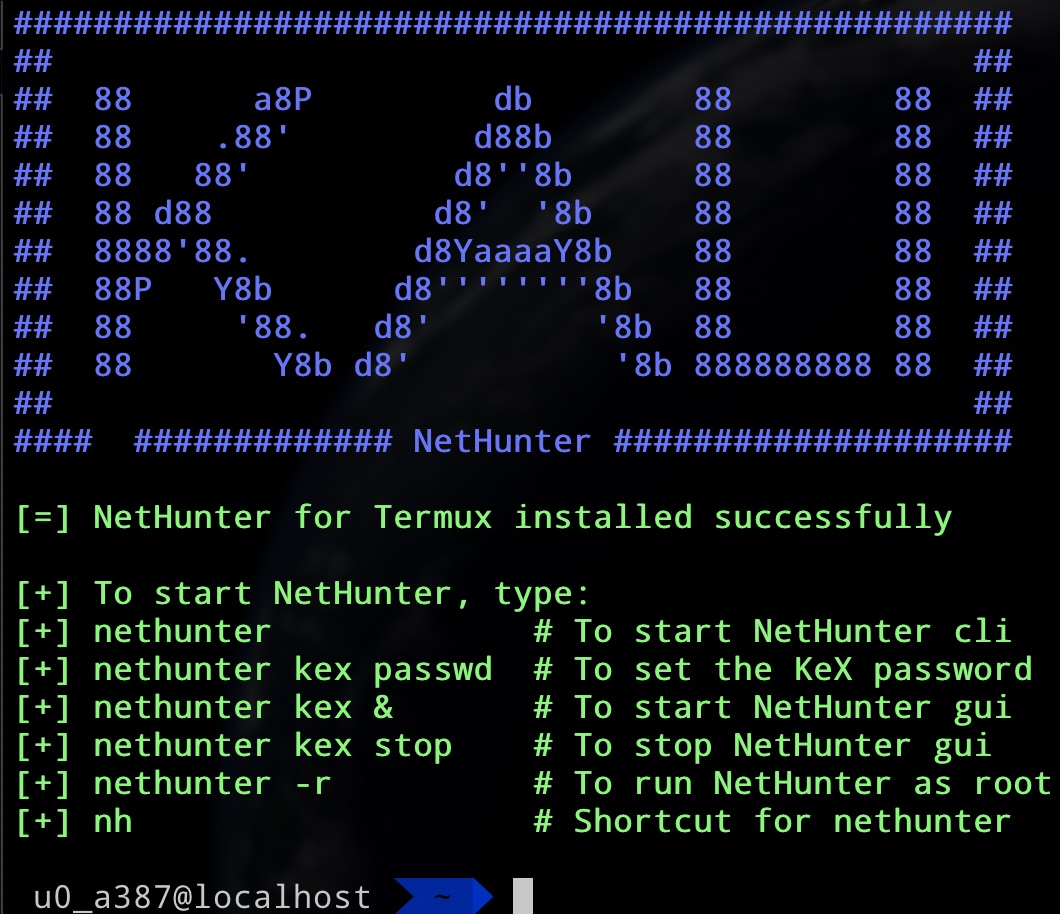 ##################################################
##                                              ##
##  88      a8P         db        88        88  ##
##  88    .88'         d88b       88        88  ##
##  88   88'          d8''8b      88        88  ##
##  88 d88           d8'  '8b     88        88  ##
##  8888'88.        d8YaaaaY8b    88        88  ##
##  88P   Y8b      d8''''''''8b   88        88  ##
##  88     '88.   d8'        '8b  88        88  ##
##  88       Y8b d8'          '8b 888888888 88  ##
##                                              ##
####  ############# NetHunter ####################
[=] NetHunter for Termux installed successfully
[+] To start NetHunter, type:
[+] nethunter             # To start NetHunter cli
[+] nethunter kex passwd  # To set the KeX password
[+] nethunter kex &       # To start NetHunter gui
[+] nethunter kex stop    # To stop NetHunter gui
[+] nethunter -r          # To run NetHunter as root
[+] nh                    # Shortcut for nethunter
u0_a387@localhost ~